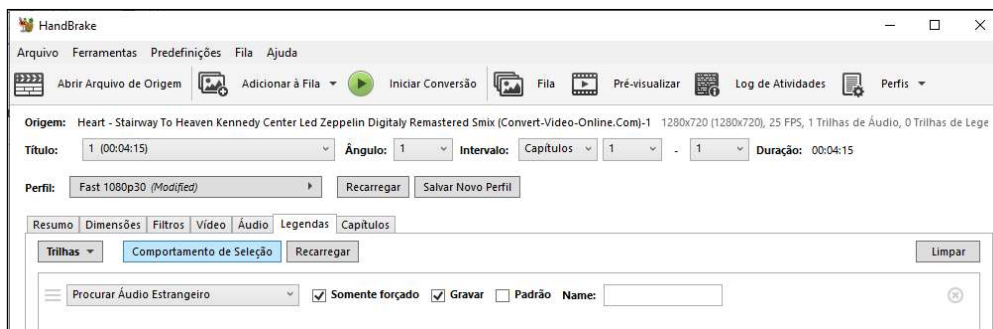 HandBrake
Arquivo Ferramentas Predefinições Fila Ajuda
Abrir Arquivo de Origem Adicionar à Fila Iniciar Conversão Fila Pré-visualizar Log de Atividades Perfis
Origem: Heart - Stairway To Heaven Kennedy Center Led Zeppelin Digitaly Remastered Smix (Convert-Video-Online.Com)-1 1280x720 (1280x720), 25 FPS, 1 Trilhas de Áudio, 0 Trilhas de Lege
Título: 1 (00:04:15) Ângulo: 1 Intervalo: Capítulos 1 - 1 Duração: 00:04:15
Perfil: Fast 1080p30 (Modified) Recarregar Salvar Novo Perfil
Resumo Dimensões Filtros Vídeo Áudio Legendas Capítulos
Trilhas Comportamento de Seleção Recarregar Limpar
Procurar Áudio Estrangeiro Somente forçado Gravar Padrão Name: